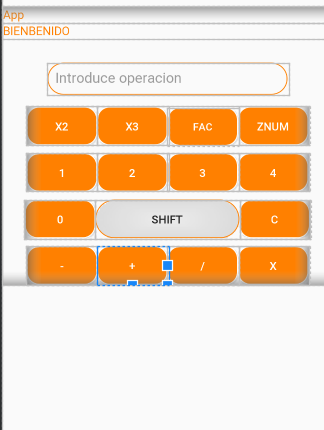 App
BIENBENIDO
Introduce operacion
X2 X3 FAC ZNUM
1 2 3 4
0 SHIFT C
- + / X